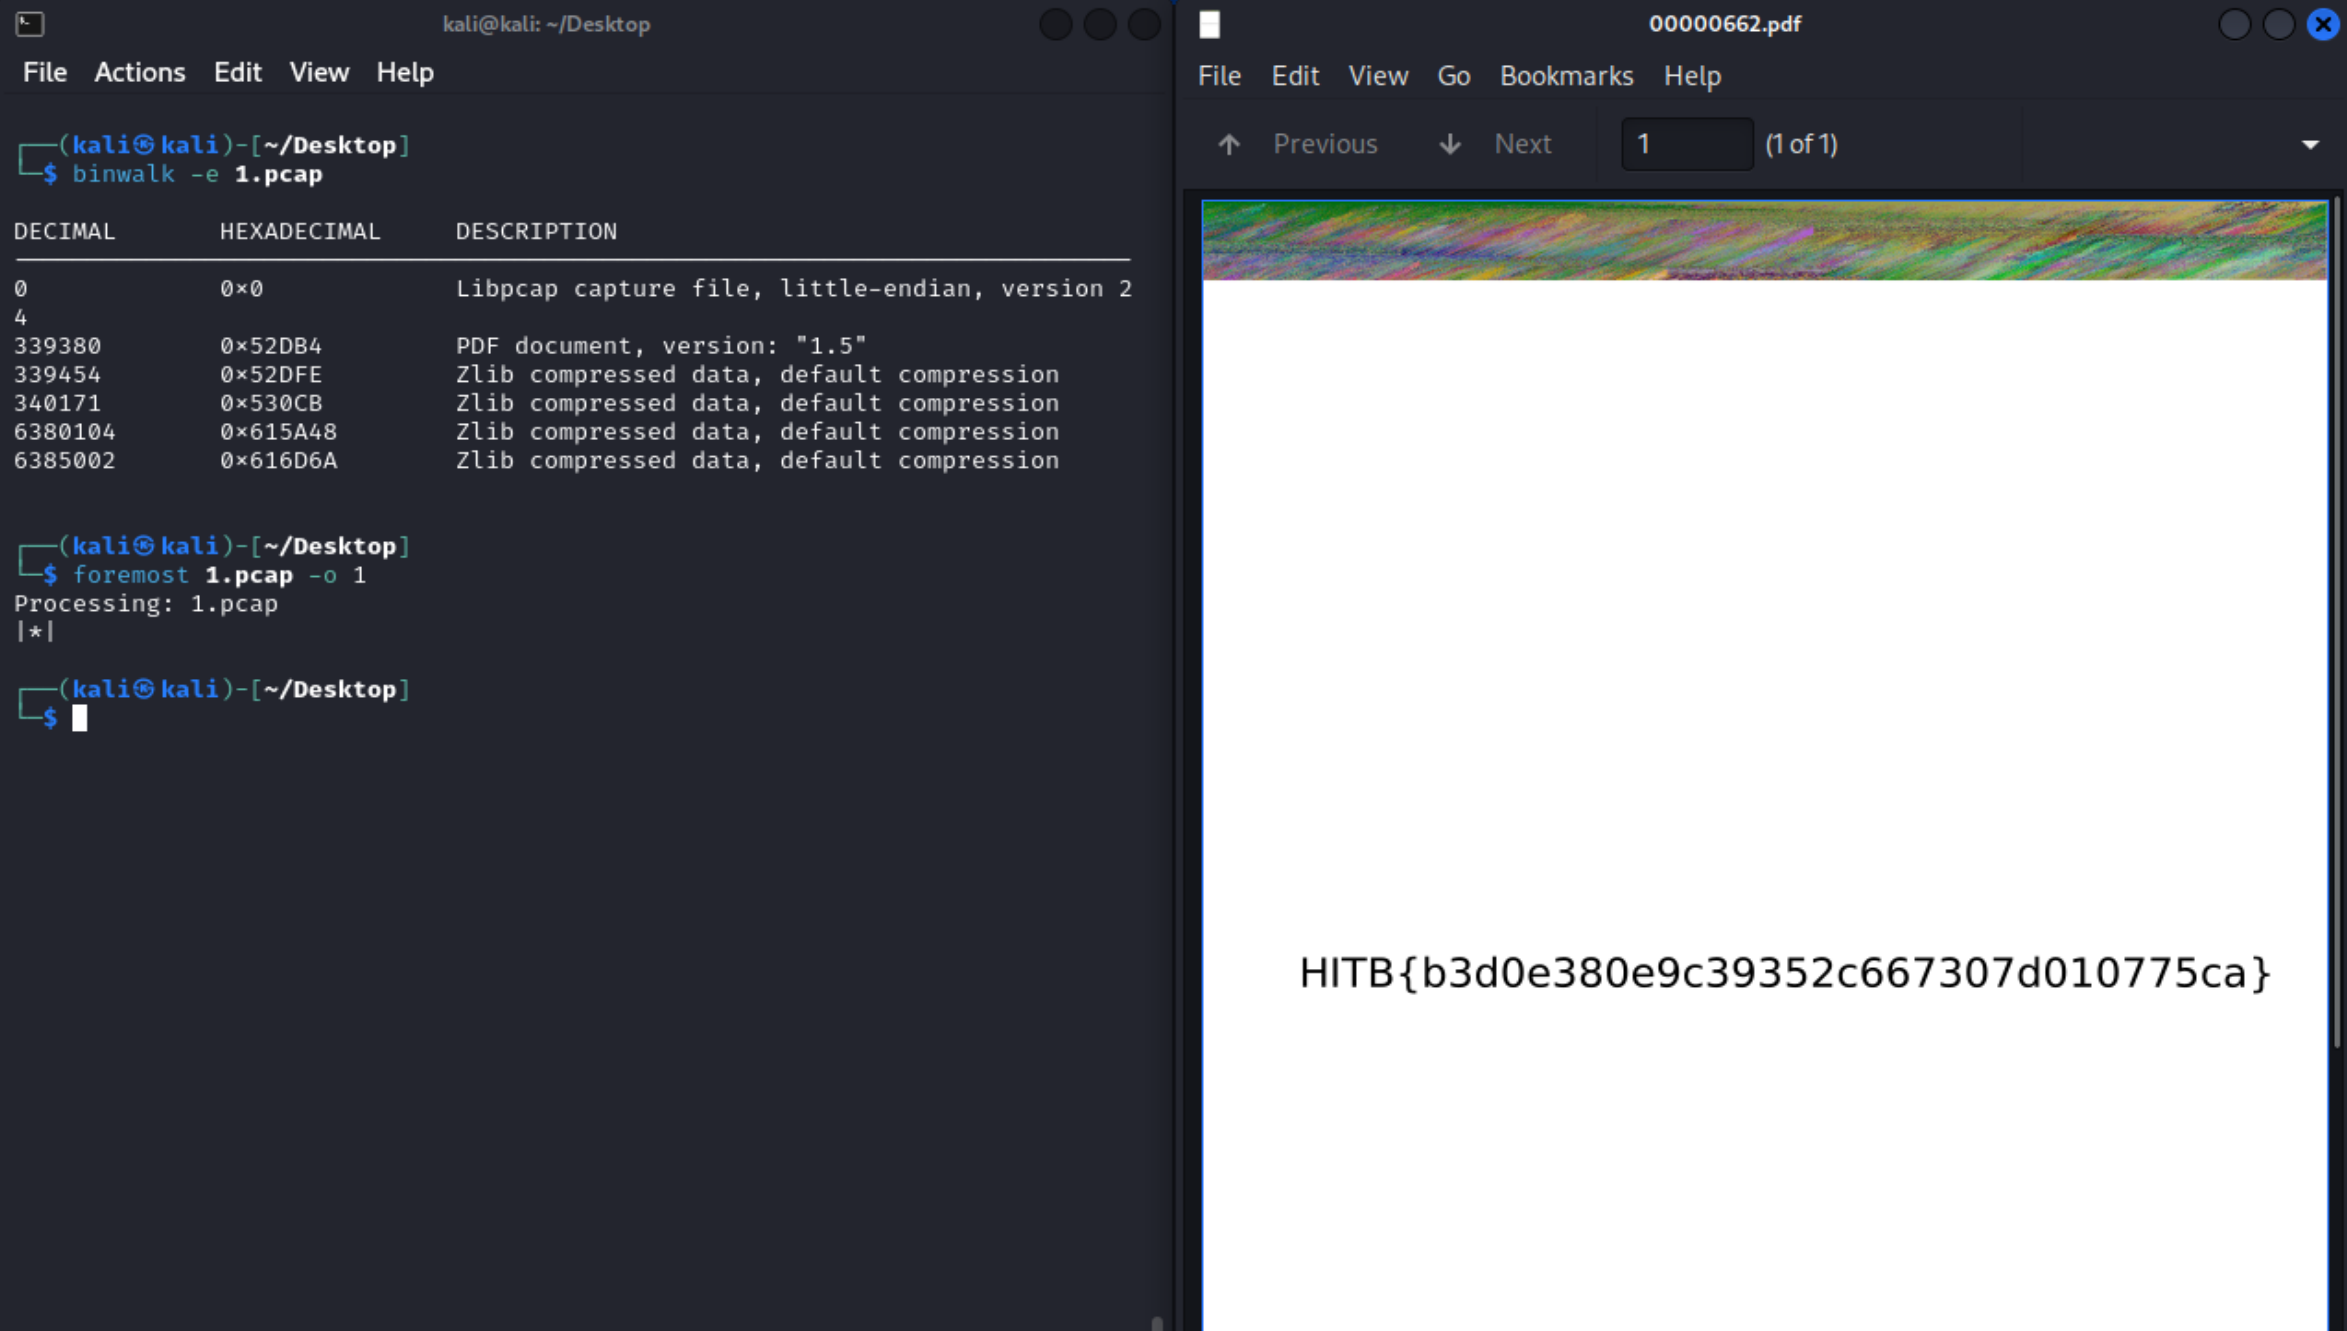 kali@kali: ~/Desktop
File Actions Edit View Help
┌──(kali㉿kali)-[~/Desktop]
└─$ binwalk -e 1.pcap
DECIMAL HEXADECIMAL DESCRIPTION
0 0×0 Libpcap capture file, little-endian, version 2
4
339380 0×52DB4 PDF document, version: "1.5"
339454 0×52DFE Zlib compressed data, default compression
340171 0×530CB Zlib compressed data, default compression
6380104 0×615A48 Zlib compressed data, default compression
6385002 0×616D6A Zlib compressed data, default compression
┌──(kali㉿kali)-[~/Desktop]
└─$ foremost 1.pcap -o 1
Processing: 1.pcap
|*|
┌──(kali㉿kali)-[~/Desktop]
└─$
00000662.pdf
File Edit View Go Bookmarks Help
Previous Next 1 (1 of 1)
HITB{b3d0e380e9c39352c667307d010775ca}